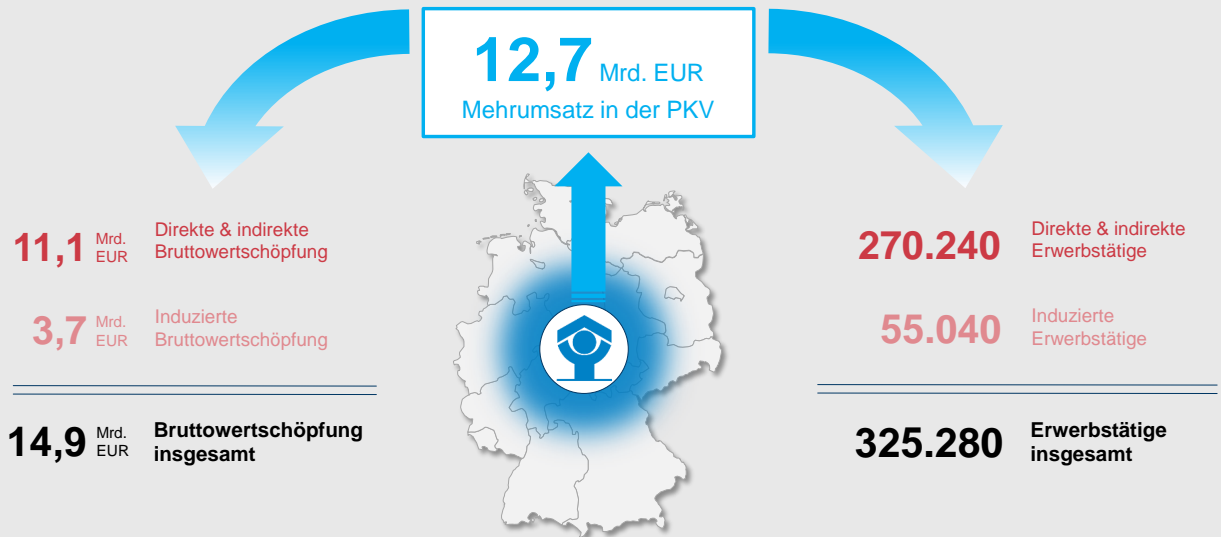 12,7 Mrd. EUR
Mehrumsatz in der PKV
11,1 Mrd. EUR
Direkte & indirekte
Bruttowertschöpfung
3,7 Mrd. EUR
Induzierte
Bruttowertschöpfung
14,9 Mrd. EUR
Bruttowertschöpfung
insgesamt
270.240
Direkte & indirekte
Erwerbstätige
55.040
Induzierte
Erwerbstätige
325.280
Erwerbstätige
insgesamt